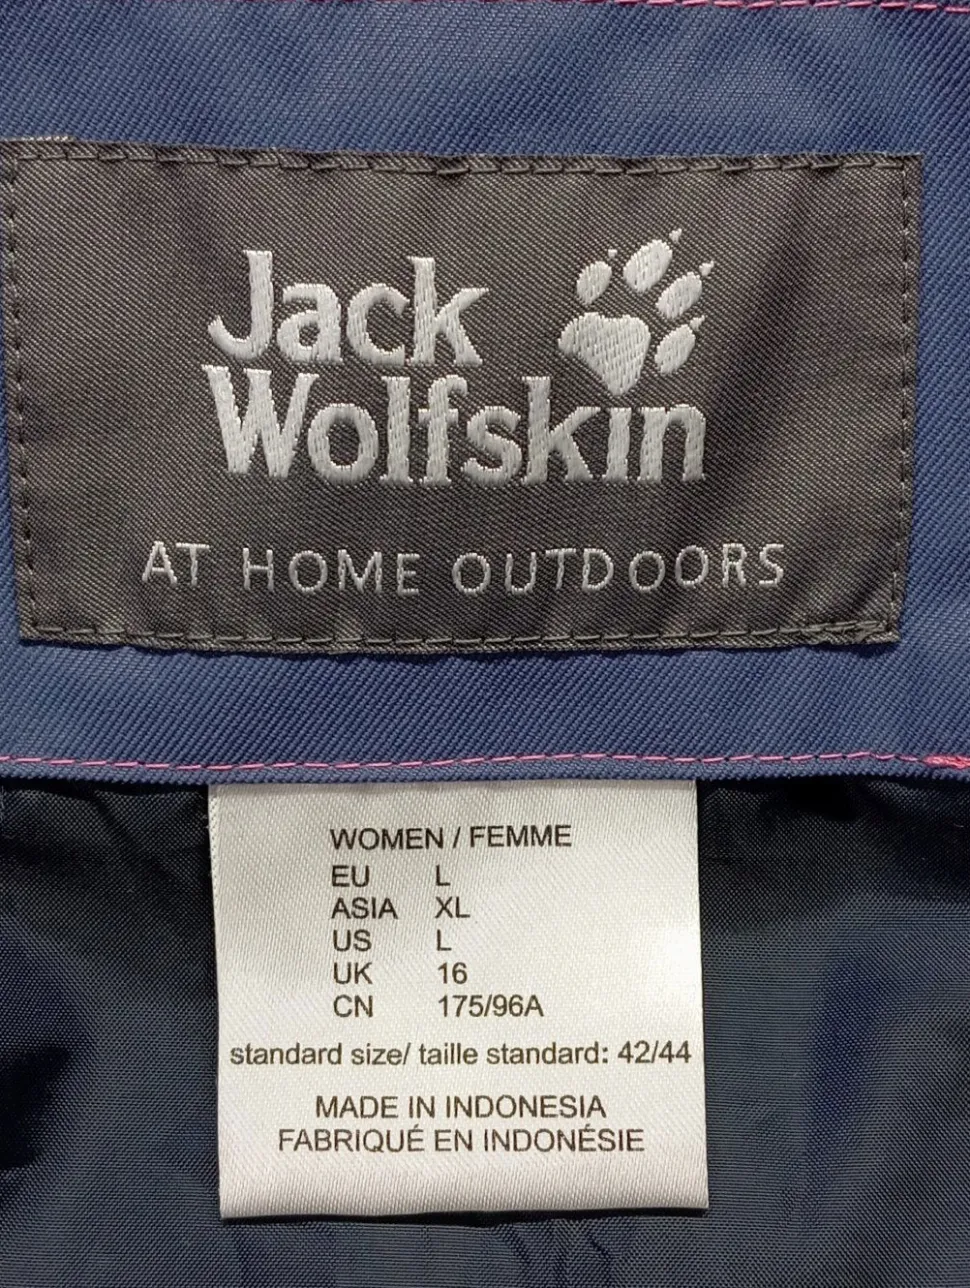 Jack
Wolfskin
AT HOME OUTDOORS
WOMEN / FEMME
EU L
ASIA XL
US L
UK 16
CN 175/96A
standard size/ taille standard: 42/44
MADE IN INDONESIA
FABRIQUÉ EN INDONÉSIE